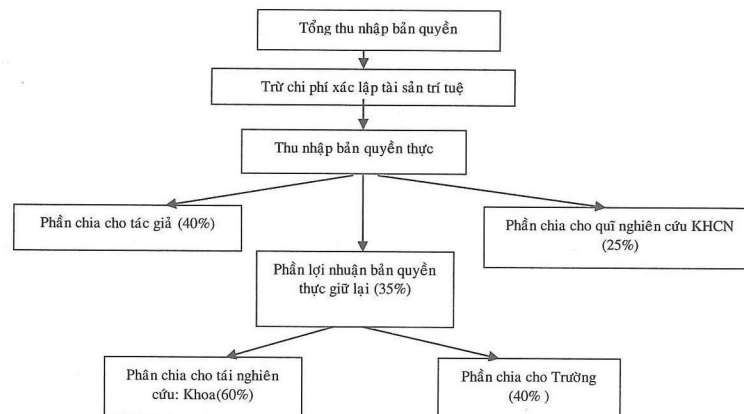 Tổng thu nhập bản quyền
Trừ chi phí xác lập tài sản trí tuệ
Thu nhập bản quyền thực
Phần chia cho tác giả (40%)
Phần chia cho quĩ nghiên cứu KHCN
(25%)
Phần lợi nhuận bản quyền
thực giữ lại (35%)
Phân chia cho tái nghiên
cứu: Khoa(60%)
Phần chia cho Trường
(40% )